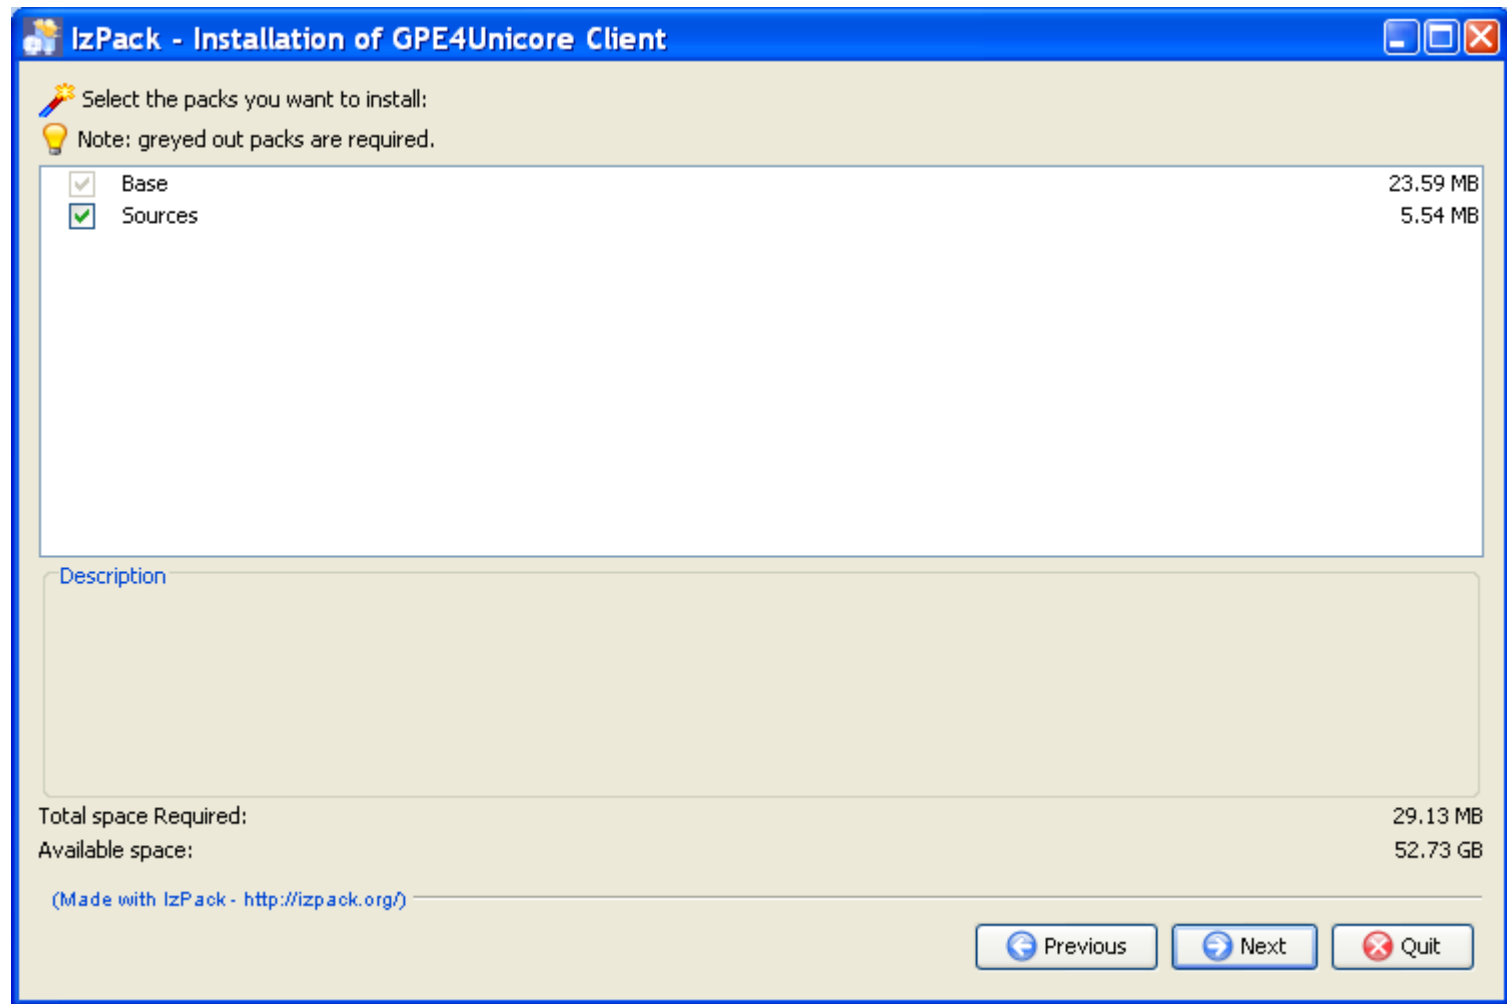 IzPack - Installation of GPE4Unicore Client
Select the packs you want to install:
Note: greyed out packs are required.
Base 23.59 MB
Sources 5.54 MB
Description
Total space Required: 29.13 MB
Available space: 52.73 GB
(Made with IzPack - http://izpack.org/)
Previous Next Quit